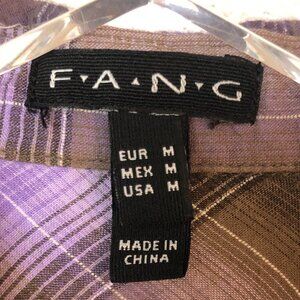 F·A·N·G
EUR M
MEX M
USA M
MADE IN
CHINA